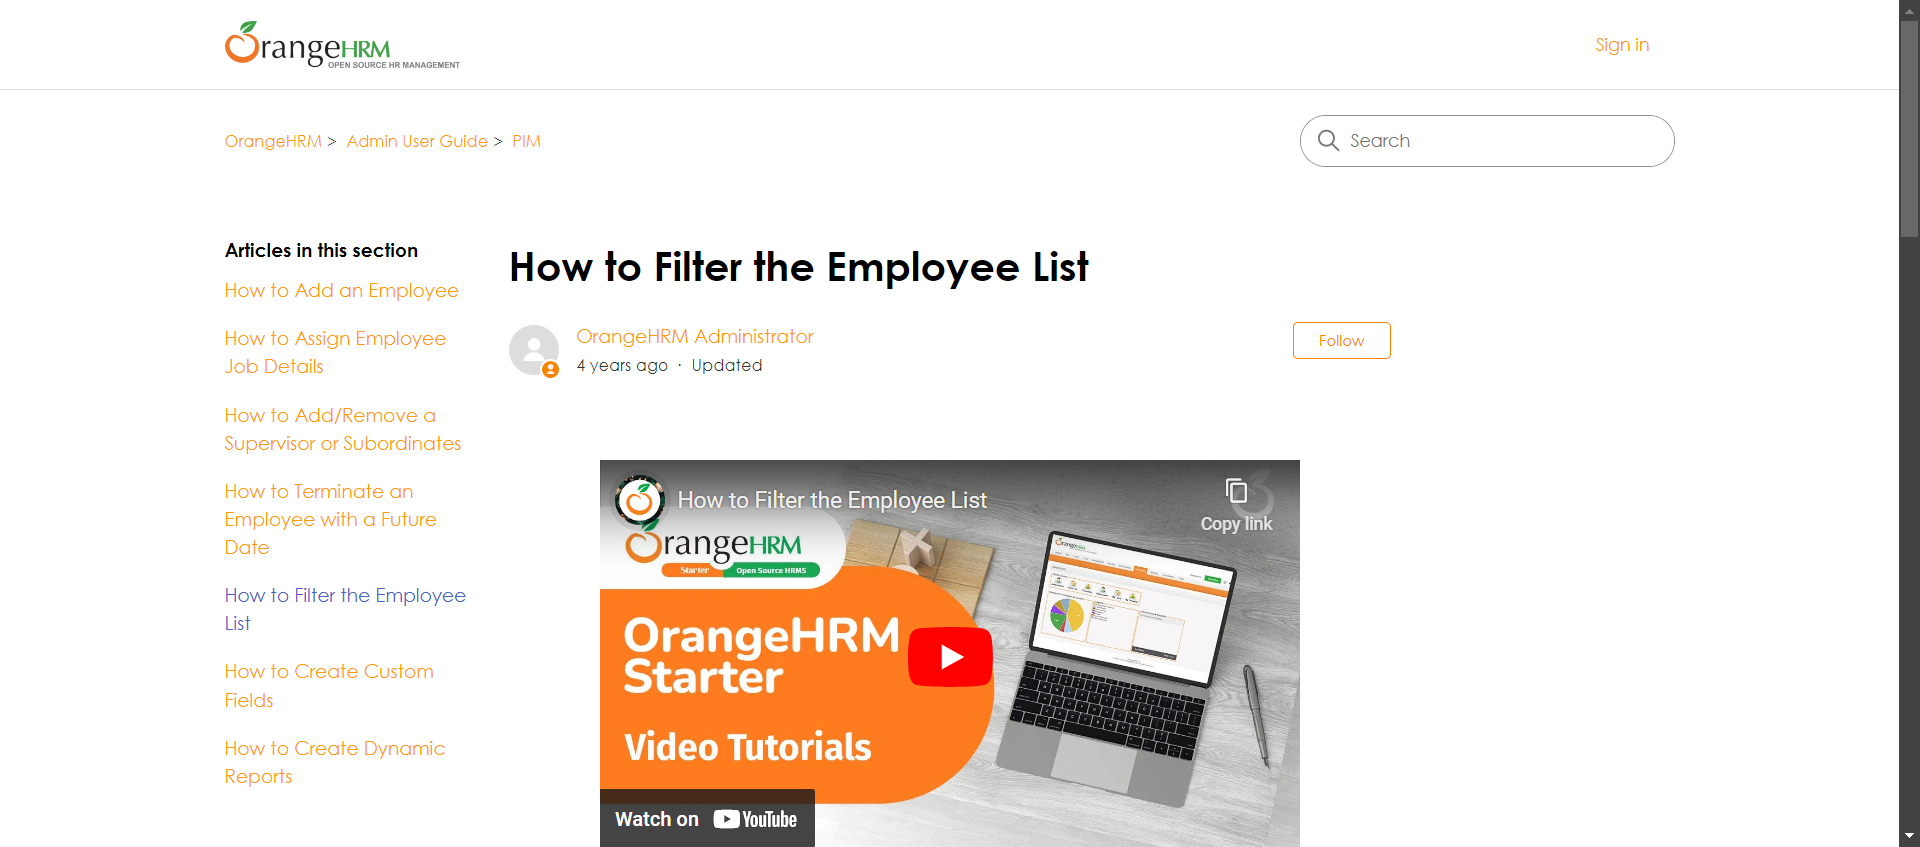 OrangeHRM
OPEN SOURCE HR MANAGEMENT
Sign in
OrangeHRM > Admin User Guide > PIM
Search
Articles in this section
How to Add an Employee
How to Assign Employee
Job Details
How to Add/Remove a
Supervisor or Subordinates
How to Terminate an
Employee with a Future
Date
How to Filter the Employee
List
How to Create Custom
Fields
How to Create Dynamic
Reports
How to Filter the Employee List
OrangeHRM Administrator
4 years ago · Updated
Follow
How to Filter the Employee List
Copy link
OrangeHRM
Starter Open Source HRMS
OrangeHRM
Starter
Video Tutorials
Watch on YouTube
OrangeHRM